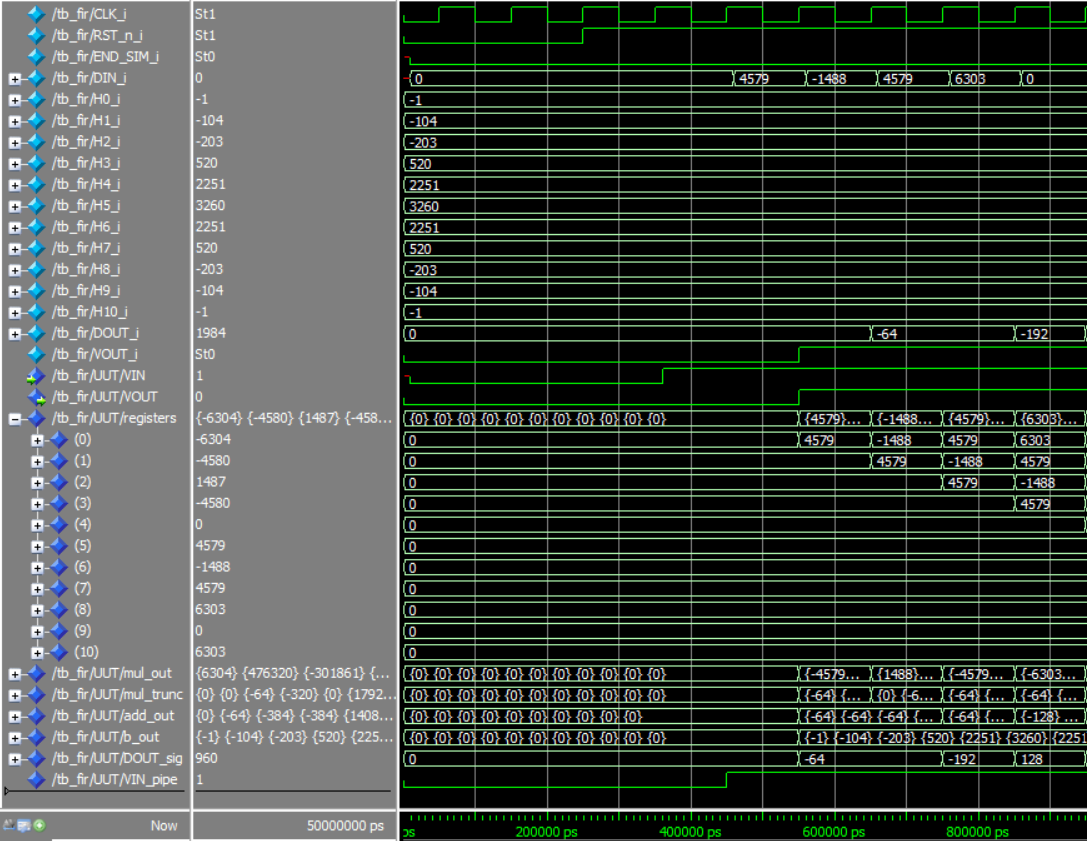 /tb_fir/CLK_i St1
/tb_fir/RST_n_i St1
/tb_fir/END_SIM_i St0
/tb_fir/DIN_i 0 0 4579 -1488 4579 6303 0
/tb_fir/H0_i -1 -1
/tb_fir/H1_i -104 -104
/tb_fir/H2_i -203 -203
/tb_fir/H3_i 520 520
/tb_fir/H4_i 2251 2251
/tb_fir/H5_i 3260 3260
/tb_fir/H6_i 2251 2251
/tb_fir/H7_i 520 520
/tb_fir/H8_i -203 -203
/tb_fir/H9_i -104 -104
/tb_fir/H10_i -1 -1
/tb_fir/DOUT_i 1984 0 -64 -192
/tb_fir/VOUT_i St0
/tb_fir/UUT/VIN 1
/tb_fir/UUT/VOUT 0
/tb_fir/UUT/registers {-6304} {-4580} {1487} {-458... {0} {0} {0} {0} {0} {0} {0} {0} {0} {0} {0} {4579}... {-1488... {4579}... {6303}...
(0) -6304 0 4579 -1488 4579 6303
(1) -4580 0 4579 -1488 4579
(2) 1487 0 4579 -1488
(3) -4580 0 4579
(4) 0 0
(5) 4579 0
(6) -1488 0
(7) 4579 0
(8) 6303 0
(9) 0 0
(10) 6303 0
/tb_fir/UUT/mul_out {6304} {476320} {-301861} {... {0} {0} {0} {0} {0} {0} {0} {0} {0} {0} {0} {-4579... {1488}... {-4579... {-6303...
/tb_fir/UUT/mul_trunc {0} {0} {-64} {-320} {0} {1792... {0} {0} {0} {0} {0} {0} {0} {0} {0} {0} {0} {-64} {... {0} {-6... {-64} {... {-64} {...
/tb_fir/UUT/add_out {0} {-64} {-384} {-384} {1408... {0} {0} {0} {0} {0} {0} {0} {0} {0} {0} {-64} {-64} {-64} {... {-64} {... {-128} ...
/tb_fir/UUT/b_out {-1} {-104} {-203} {520} {225... {0} {0} {0} {0} {0} {0} {0} {0} {0} {0} {0} {-1} {-104} {-203} {520} {2251} {3260} {2251
/tb_fir/UUT/DOUT_sig 960 0 -64 -192 128
/tb_fir/UUT/VIN_pipe 1
Now 50000000 ps ps 200000 ps 400000 ps 600000 ps 800000 ps